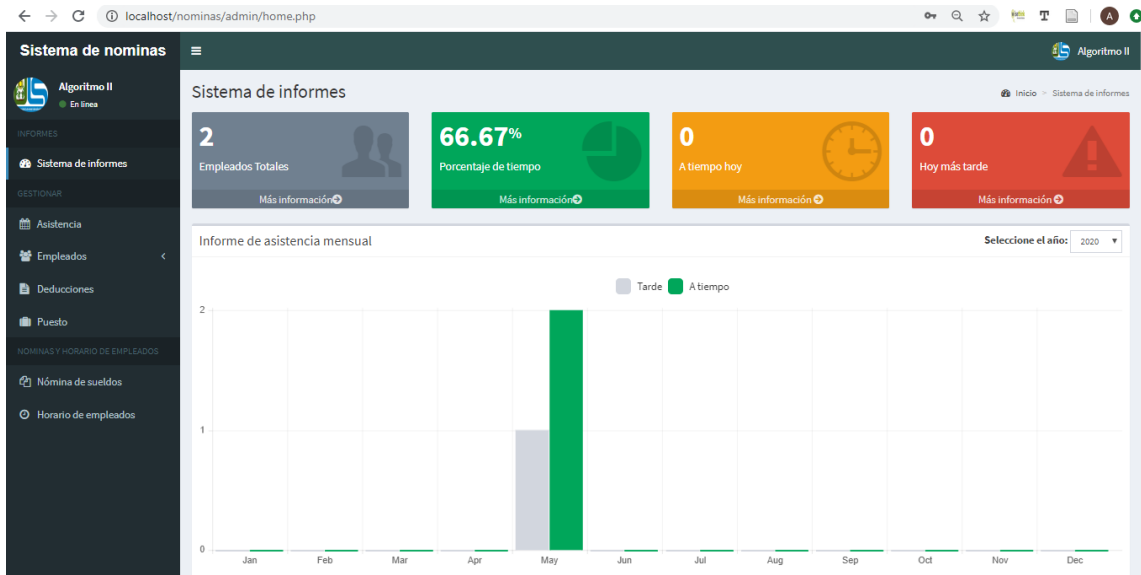 localhost/nominas/admin/home.php
A
Sistema de nominas
Algoritmo II
Algoritmo II
En línea
Sistema de informes
Inicio > Sistema de informes
INFORMES
Sistema de informes
GESTIONAR
Asistencia
Empleados
Deducciones
Puesto
NOMINAS Y HORARIO DE EMPLEADOS
Nómina de sueldos
Horario de empleados
2
Empleados Totales
Más información
66.67%
Porcentaje de tiempo
Más información
0
A tiempo hoy
Más información
0
Hoy más tarde
Más información
Informe de asistencia mensual
Seleccione el año: 2020
Tarde A tiempo
2
1
0
Jan Feb Mar Apr May Jun Jul Aug Sep Oct Nov Dec